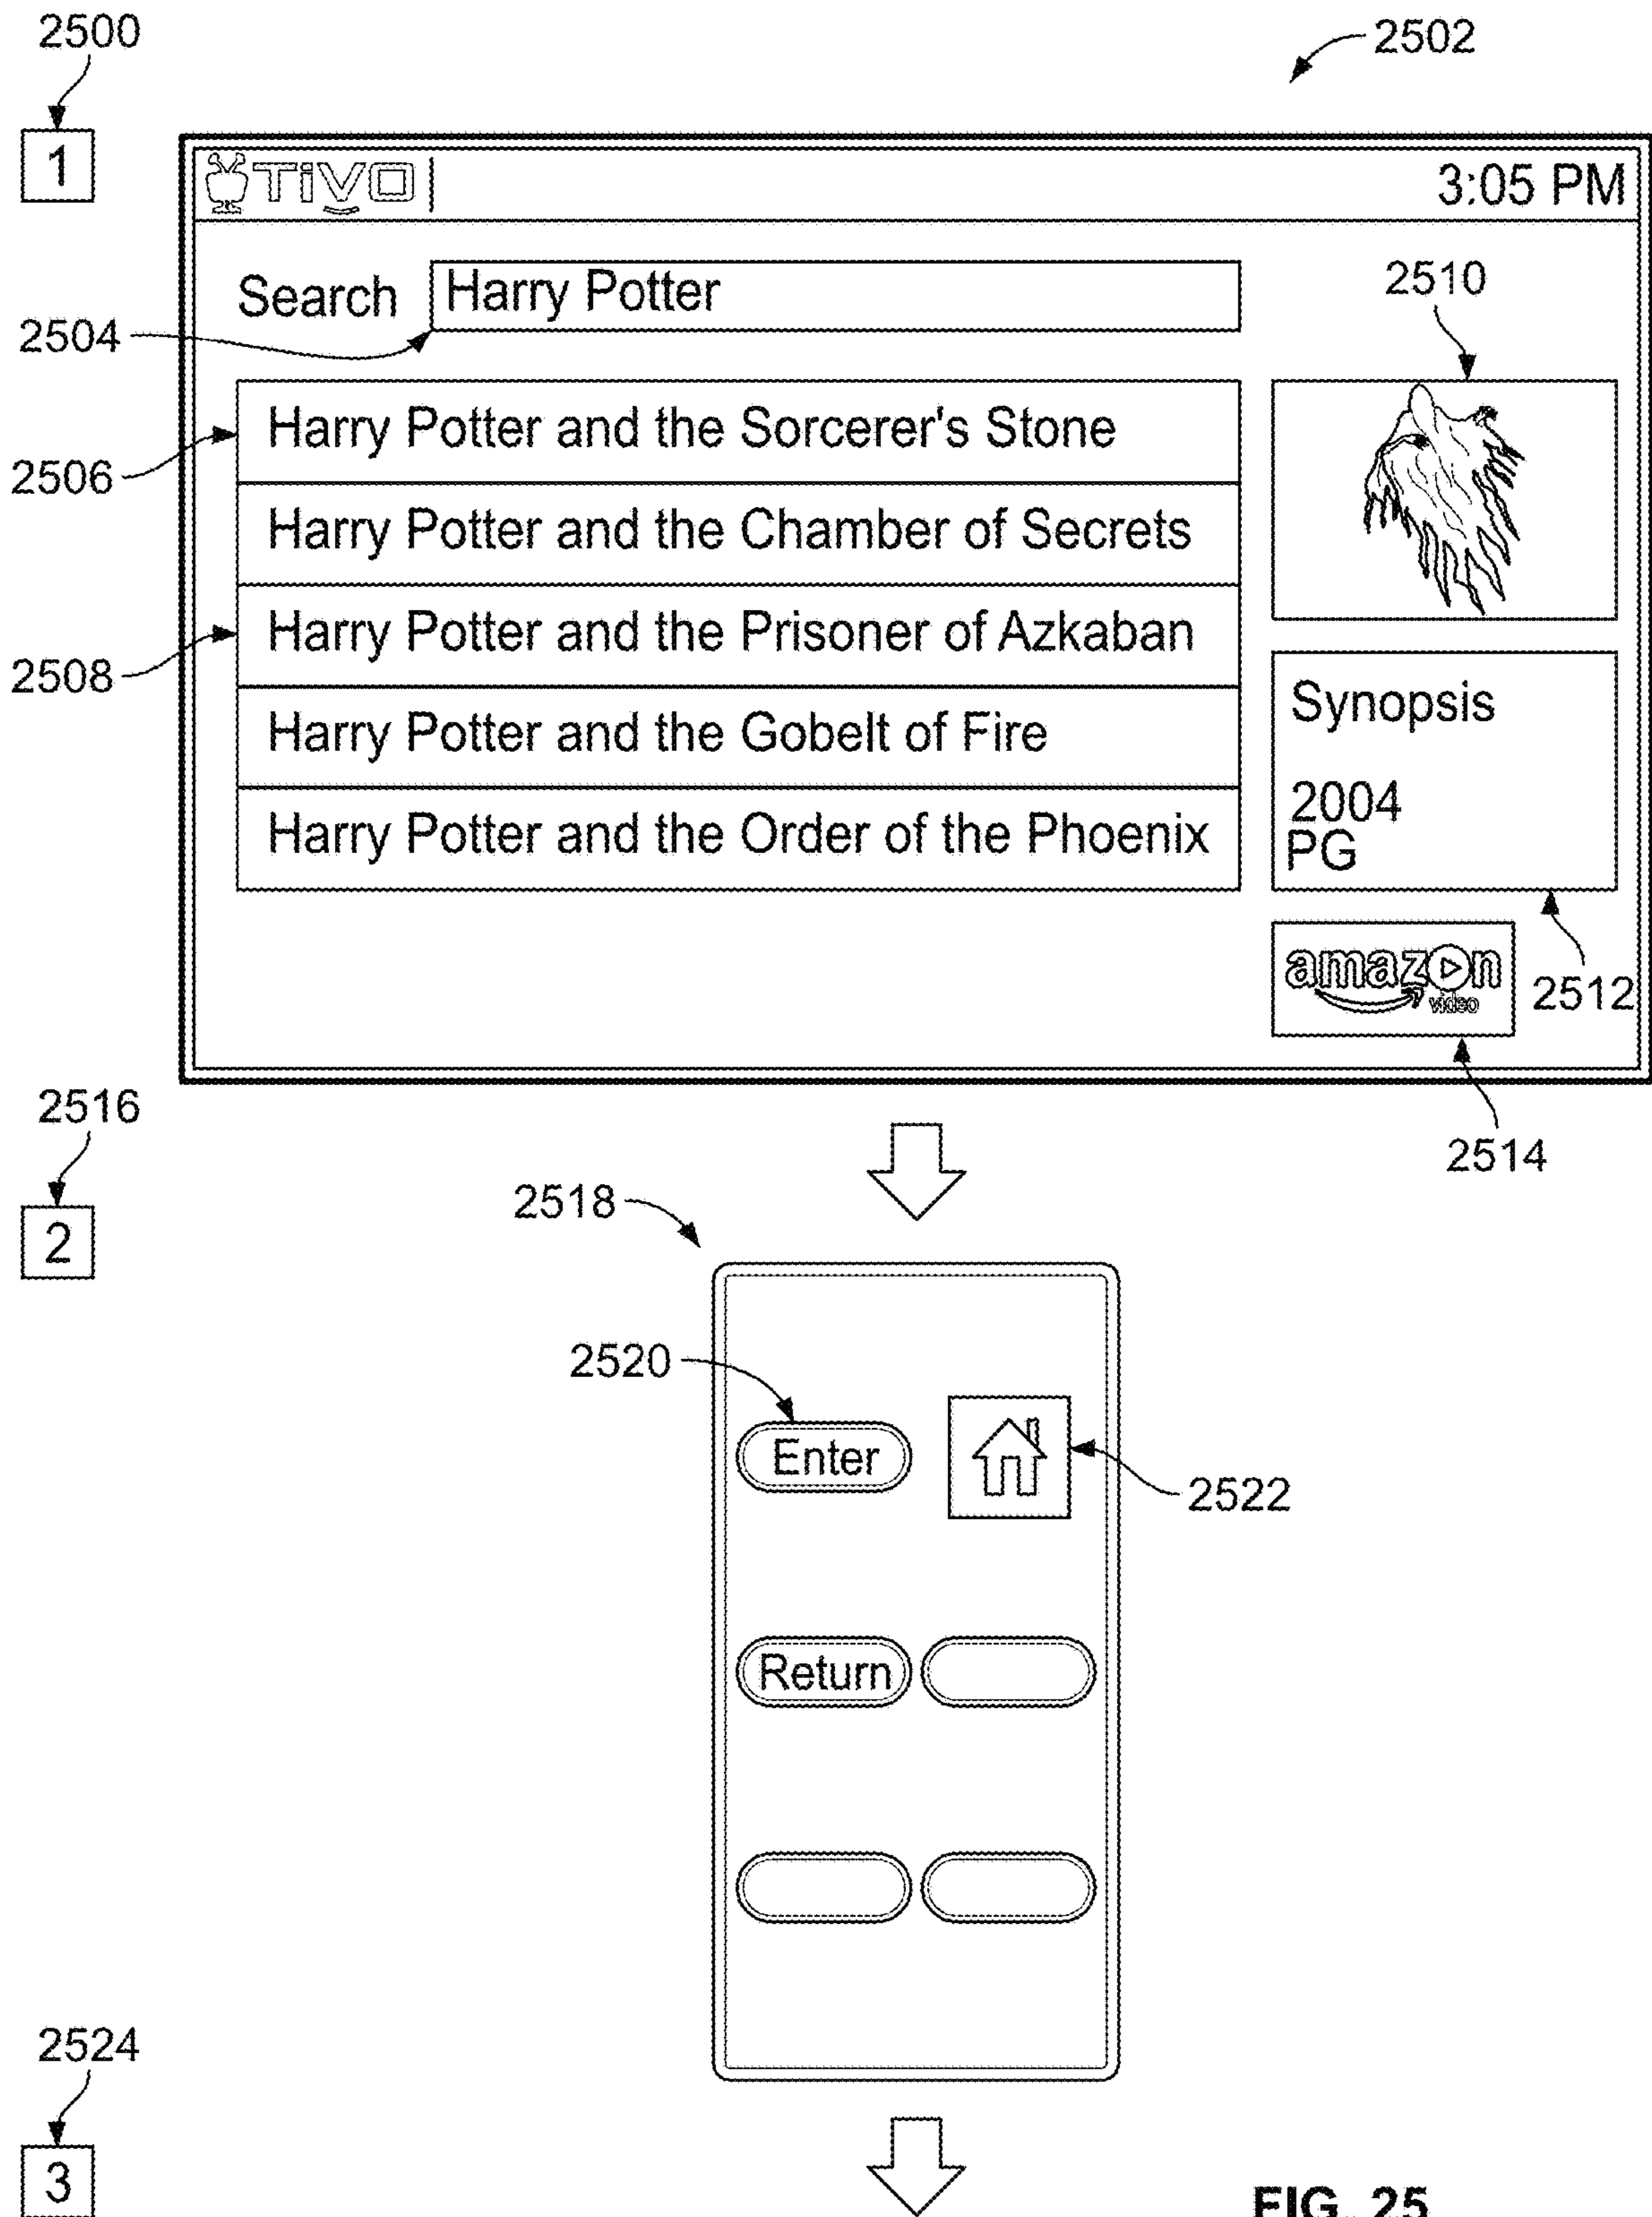 2500
2502
1
TiVo
3:05 PM
Search
Harry Potter
2510
2504
Harry Potter and the Sorcerer's Stone
2506
Harry Potter and the Chamber of Secrets
Harry Potter and the Prisoner of Azkaban
2508
Harry Potter and the Gobelt of Fire
Harry Potter and the Order of the Phoenix
Synopsis
2004
PG
amazon
video
2512
2514
2516
2
2518
2520
Enter
2522
Return
2524
3
FIG. 25